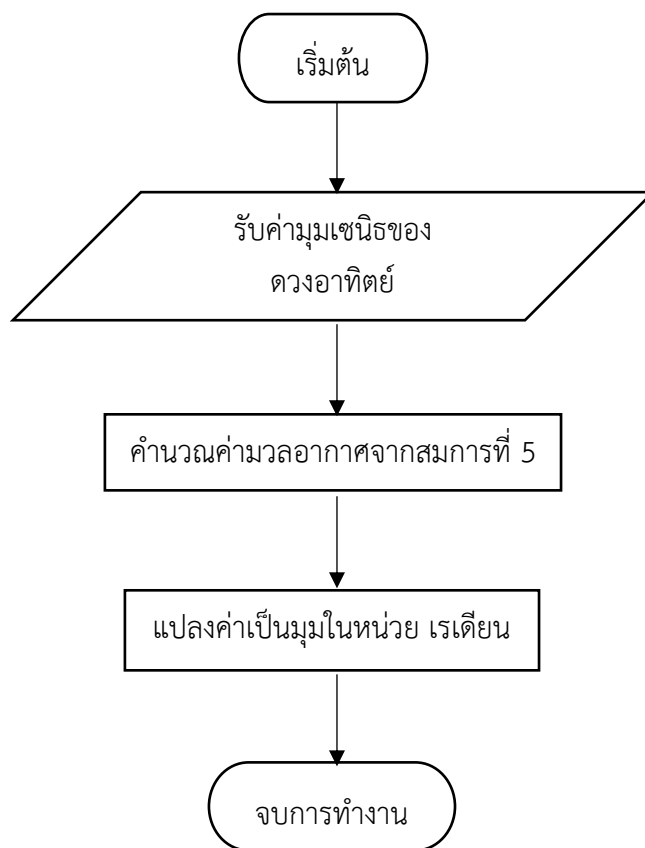 เริ่มต้น
รับค่ามุมเซนิธของ
ดวงอาทิตย์
คำนวณค่ามวลอากาศจากสมการที่ 5
แปลงค่าเป็นมุมในหน่วย เรเดียน
จบการทำงาน